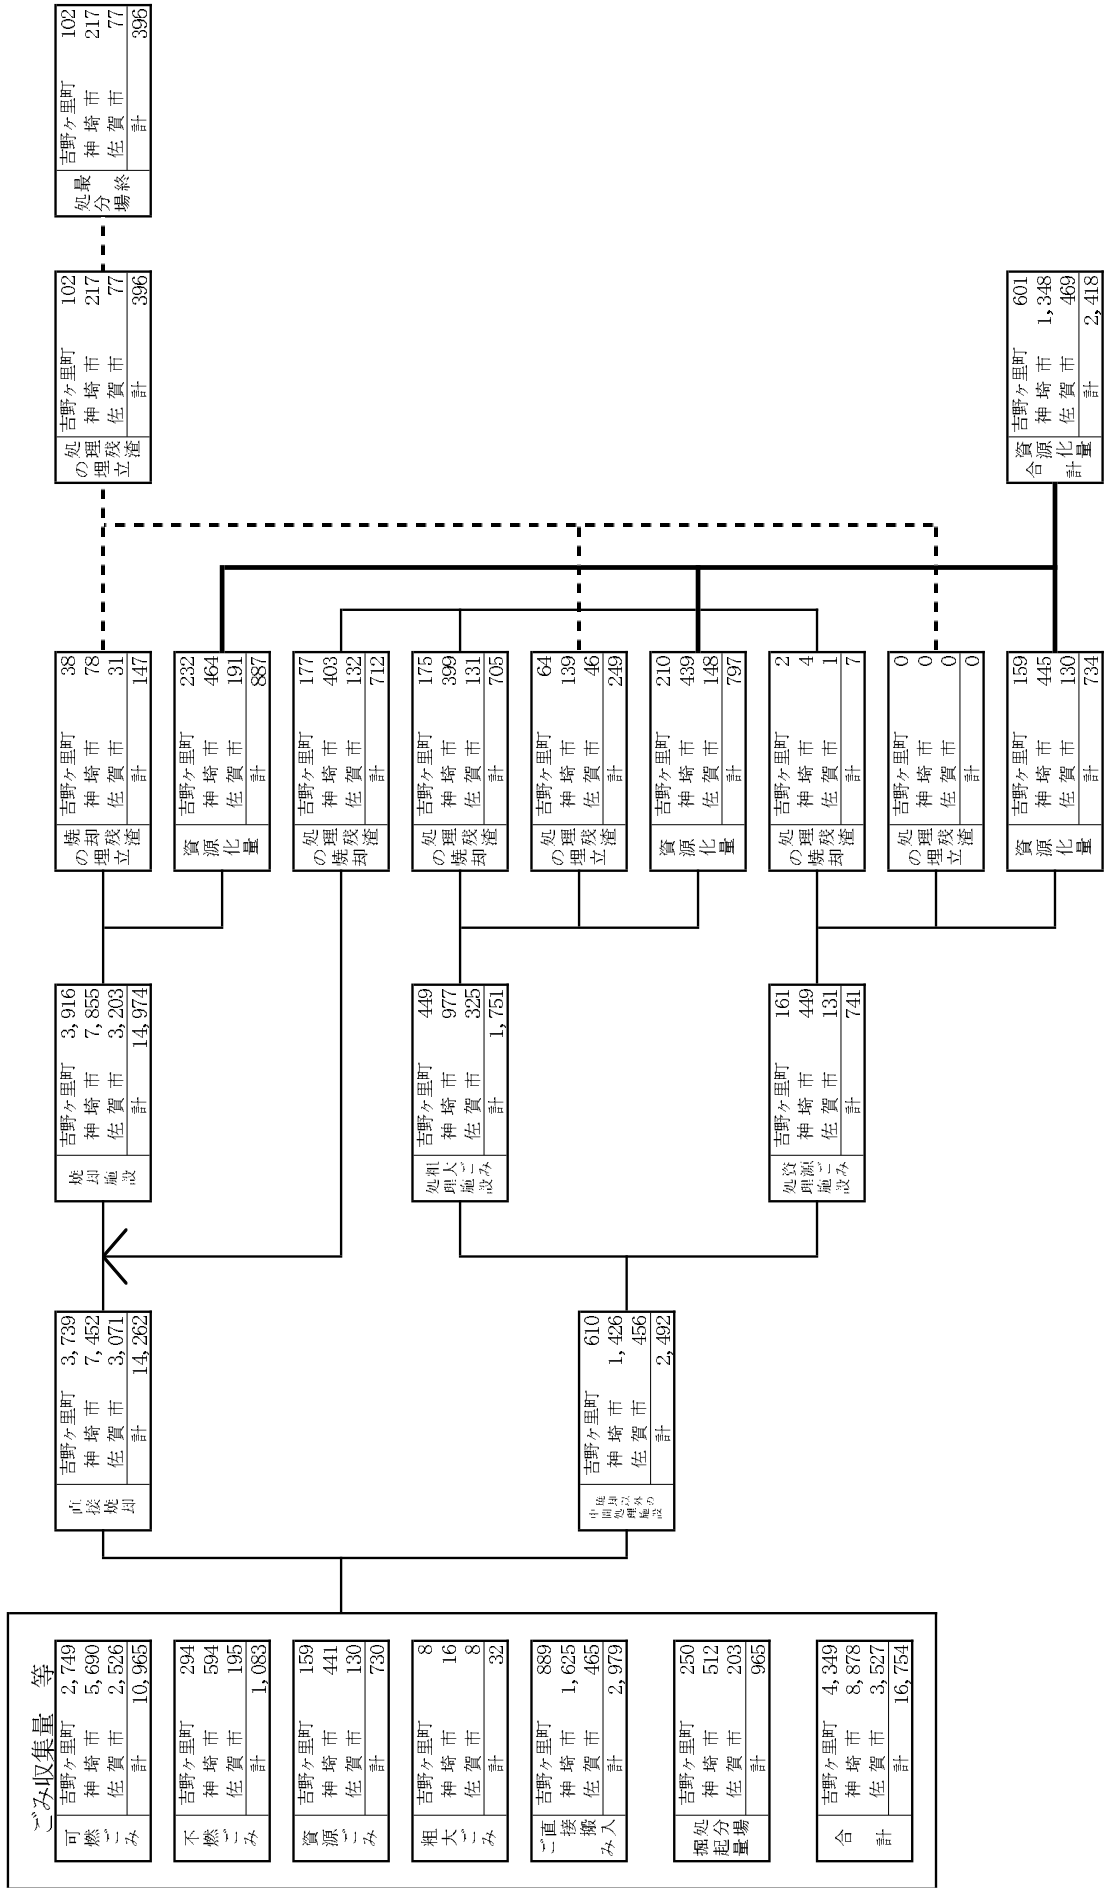 ごみ収集量 等
可燃ごみ
吉野ヶ里町 2,749
神埼市 5,690
佐賀市 2,526
計 10,965
不燃ごみ
吉野ヶ里町 294
神埼市 594
佐賀市 195
計 1,083
資源ごみ
吉野ヶ里町 159
神埼市 441
佐賀市 130
計 730
粗大ごみ
吉野ヶ里町 8
神埼市 16
佐賀市 8
計 32
直接搬入ごみ
吉野ヶ里町 889
神埼市 1,625
佐賀市 465
計 2,979
処分場掘起量
吉野ヶ里町 250
神埼市 512
佐賀市 203
計 965
合計
吉野ヶ里町 4,349
神埼市 8,878
佐賀市 3,527
計 16,754
直接焼却
吉野ヶ里町 3,739
神埼市 7,452
佐賀市 3,071
計 14,262
焼却以外の中間処理施設
吉野ヶ里町 610
神埼市 1,426
佐賀市 456
計 2,492
焼却施設
吉野ヶ里町 3,916
神埼市 7,855
佐賀市 3,203
計 14,974
粗大ごみ処理施設
吉野ヶ里町 449
神埼市 977
佐賀市 325
計 1,751
資源ごみ処理施設
吉野ヶ里町 161
神埼市 449
佐賀市 131
計 741
焼却残渣の埋立
吉野ヶ里町 38
神埼市 78
佐賀市 31
計 147
資源化量
吉野ヶ里町 232
神埼市 464
佐賀市 191
計 887
処理残渣の焼却
吉野ヶ里町 177
神埼市 403
佐賀市 132
計 712
処理残渣の焼却
吉野ヶ里町 175
神埼市 399
佐賀市 131
計 705
処理残渣の埋立
吉野ヶ里町 64
神埼市 139
佐賀市 46
計 249
資源化量
吉野ヶ里町 210
神埼市 439
佐賀市 148
計 797
処理残渣の焼却
吉野ヶ里町 2
神埼市 4
佐賀市 1
計 7
処理残渣の埋立
吉野ヶ里町 0
神埼市 0
佐賀市 0
計 0
資源化量
吉野ヶ里町 159
神埼市 445
佐賀市 130
計 734
処理残渣の埋立
吉野ヶ里町 102
神埼市 217
佐賀市 77
計 396
資源化量合計
吉野ヶ里町 601
神埼市 1,348
佐賀市 469
計 2,418
最終処分場
吉野ヶ里町 102
神埼市 217
佐賀市 77
計 396